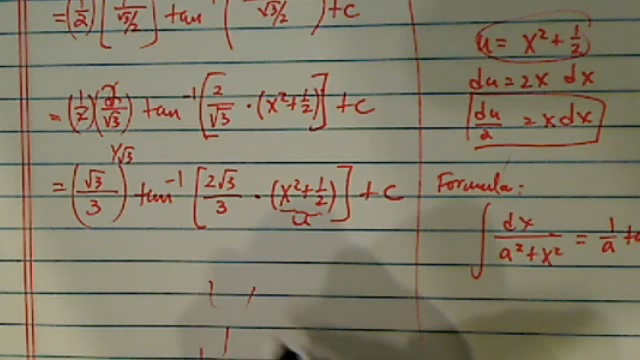 = (1/2) [1/(√3/2)] tan⁻¹( /(√3/2)) + C
= (1/2)(2/√3) tan⁻¹[2/√3 · (x²+1/2)] + C
1/√3
= (√3/3) tan⁻¹[2√3/3 · (x²+1/2)] + C
u
u = x² + 1/2
du = 2x dx
du/2 = x dx
Formula:
∫ dx/(a²+x²) = 1/a